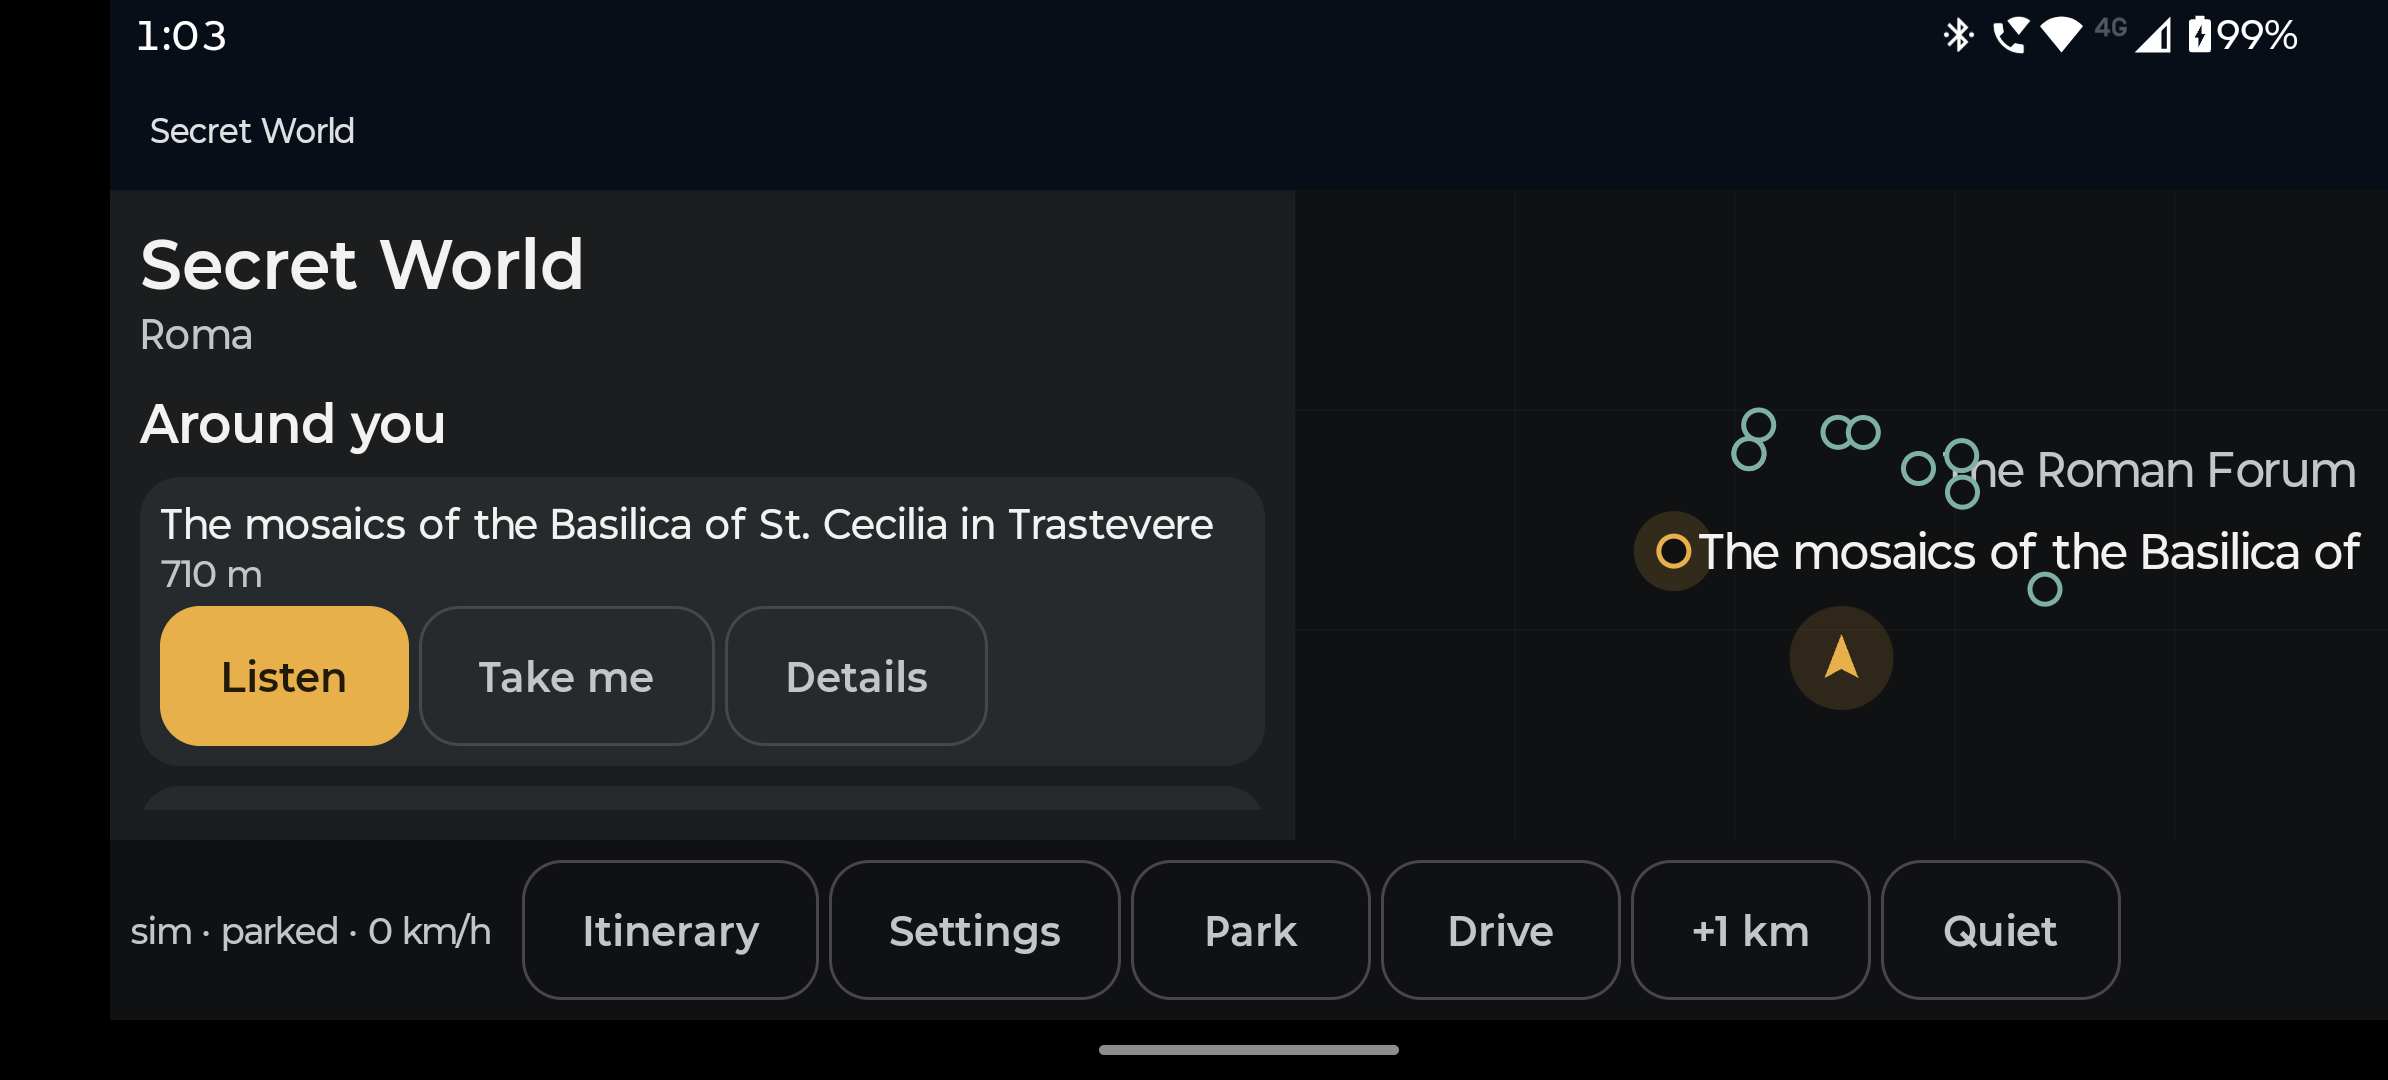 1:03
4G
99%
Secret World
Secret World
Roma
Around you
The mosaics of the Basilica of St. Cecilia in Trastevere
710 m
Listen
Take me
Details
The Roman Forum
The mosaics of the Basilica of
sim · parked · 0 km/h
Itinerary
Settings
Park
Drive
+1 km
Quiet